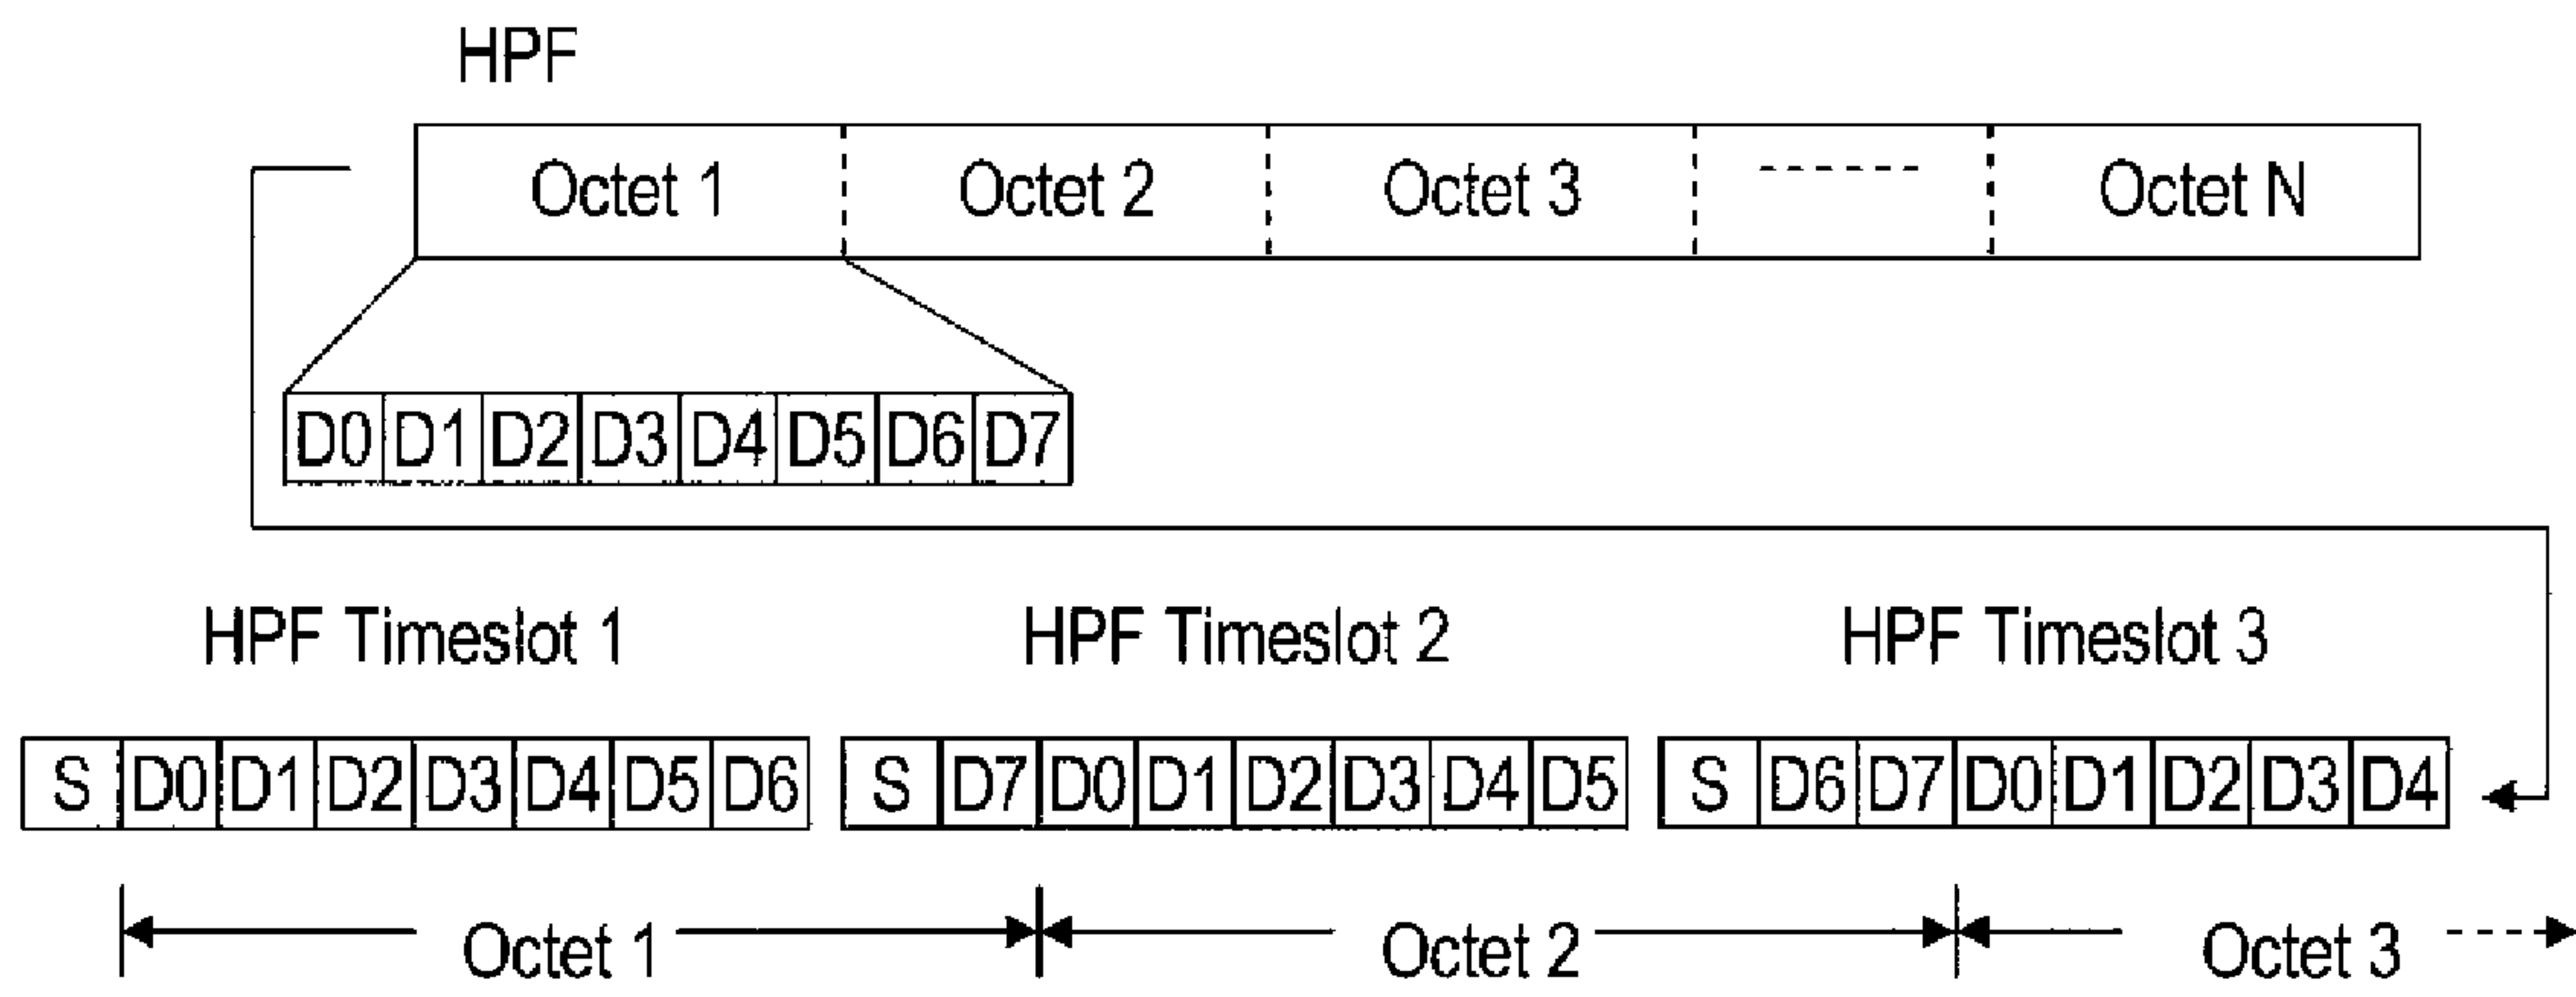 HPF
Octet 1 Octet 2 Octet 3 Octet N
D0 D1 D2 D3 D4 D5 D6 D7
HPF Timeslot 1 HPF Timeslot 2 HPF Timeslot 3
S D0 D1 D2 D3 D4 D5 D6 S D7 D0 D1 D2 D3 D4 D5 S D6 D7 D0 D1 D2 D3 D4
Octet 1 Octet 2 Octet 3